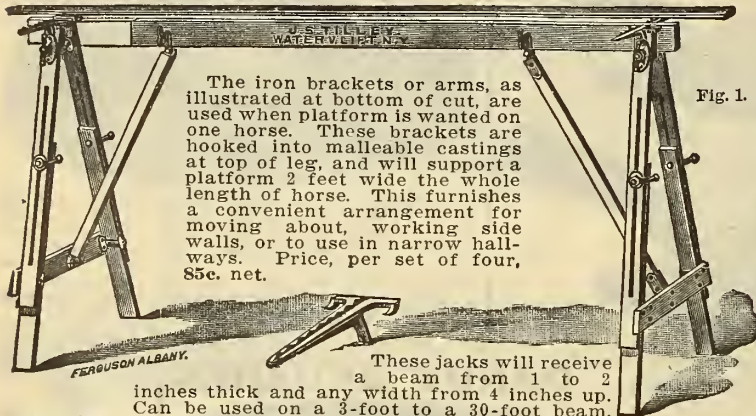 J.S.TILLEY.
WATERVLIET.N.Y.
Fig. 1.
The iron brackets or arms, as
illustrated at bottom of cut, are
used when platform is wanted on
one horse. These brackets are
hooked into malleable castings
at top of leg, and will support a
platform 2 feet wide the whole
length of horse. This furnishes
a convenient arrangement for
moving about, working side
walls, or to use in narrow hall-
ways. Price, per set of four,
85c. net.
FERGUSON ALBANY.
These jacks will receive
a beam from 1 to 2
inches thick and any width from 4 inches up.
Can be used on a 3-foot to a 30-foot beam.